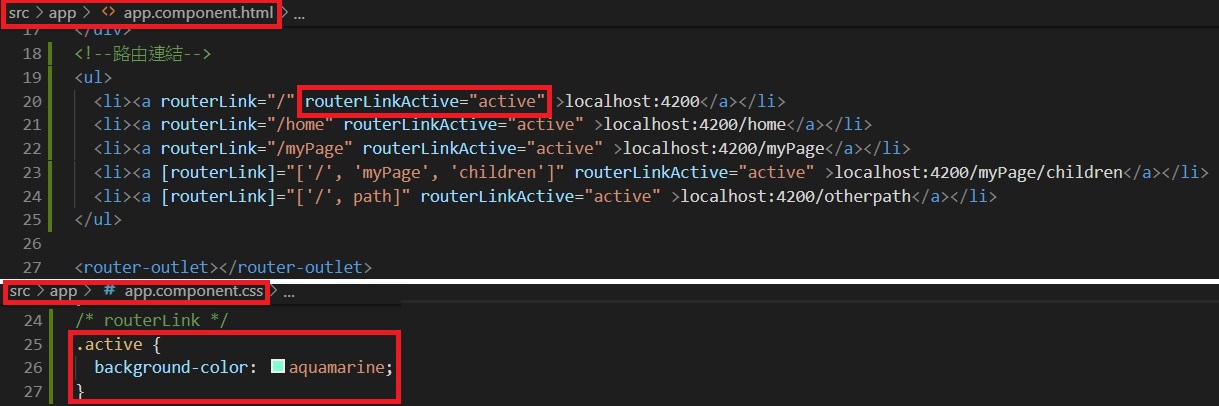 src > app > <> app.component.html > ...
17 </div>
18 <!--路由連結-->
19 <ul>
20 <li><a routerLink="/" routerLinkActive="active" >localhost:4200</a></li>
21 <li><a routerLink="/home" routerLinkActive="active" >localhost:4200/home</a></li>
22 <li><a routerLink="/myPage" routerLinkActive="active" >localhost:4200/myPage</a></li>
23 <li><a [routerLink]="['/', 'myPage', 'children']" routerLinkActive="active" >localhost:4200/myPage/children</a></li>
24 <li><a [routerLink]="['/', path]" routerLinkActive="active" >localhost:4200/otherpath</a></li>
25 </ul>
26
27 <router-outlet></router-outlet>
src > app > # app.component.css > ...
24 /* routerLink */
25 .active {
26 background-color: aquamarine;
27 }